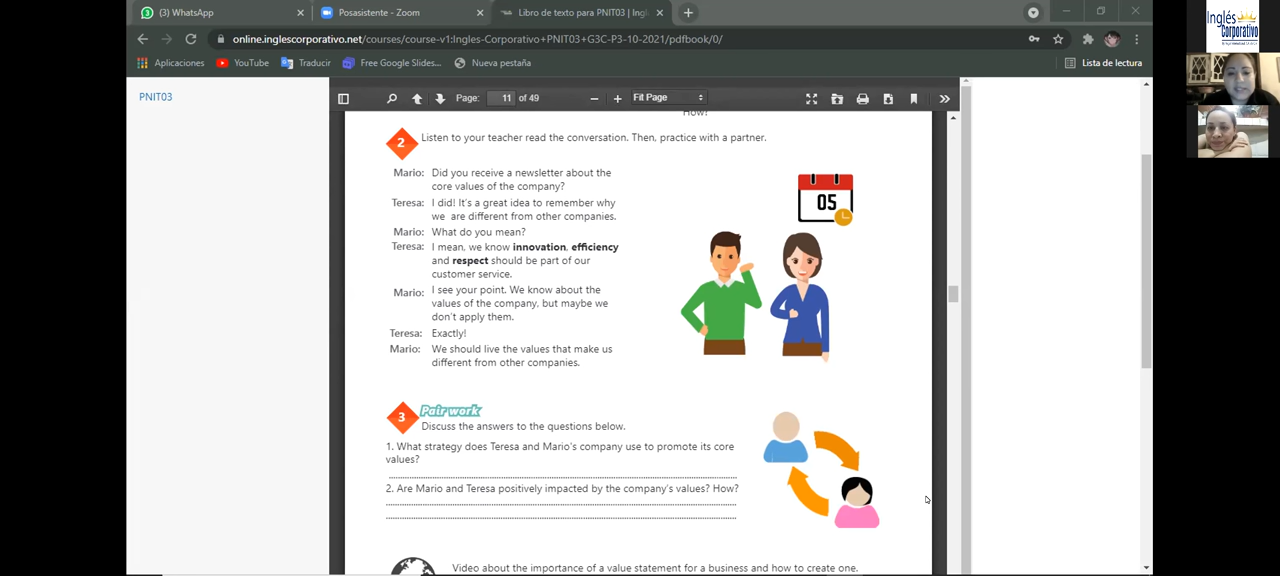 (3) WhatsApp
Posasistente - Zoom
Libro de texto para PNIT03 | Ingl
online.inglescorporativo.net/courses/course-v1:Ingles-Corporativo+PNIT03+G3C-P3-10-2021/pdfbook/0/
Aplicaciones
YouTube
Traducir
Free Google Slides...
Nueva pestaña
Lista de lectura
PNIT03
Page: 11 of 49
Fit Page
How?
2 Listen to your teacher read the conversation. Then, practice with a partner.
Mario: Did you receive a newsletter about the
core values of the company?
Teresa: I did! It's a great idea to remember why
we are different from other companies.
Mario: What do you mean?
Teresa: I mean, we know innovation, efficiency
and respect should be part of our
customer service.
Mario: I see your point. We know about the
values of the company, but maybe we
don't apply them.
Teresa: Exactly!
Mario: We should live the values that make us
different from other companies.
05
3 Pair work
Discuss the answers to the questions below.
1. What strategy does Teresa and Mario's company use to promote its core
values?
2. Are Mario and Teresa positively impacted by the company's values? How?
Video about the importance of a value statement for a business and how to create one.
Inglés
Corporativo